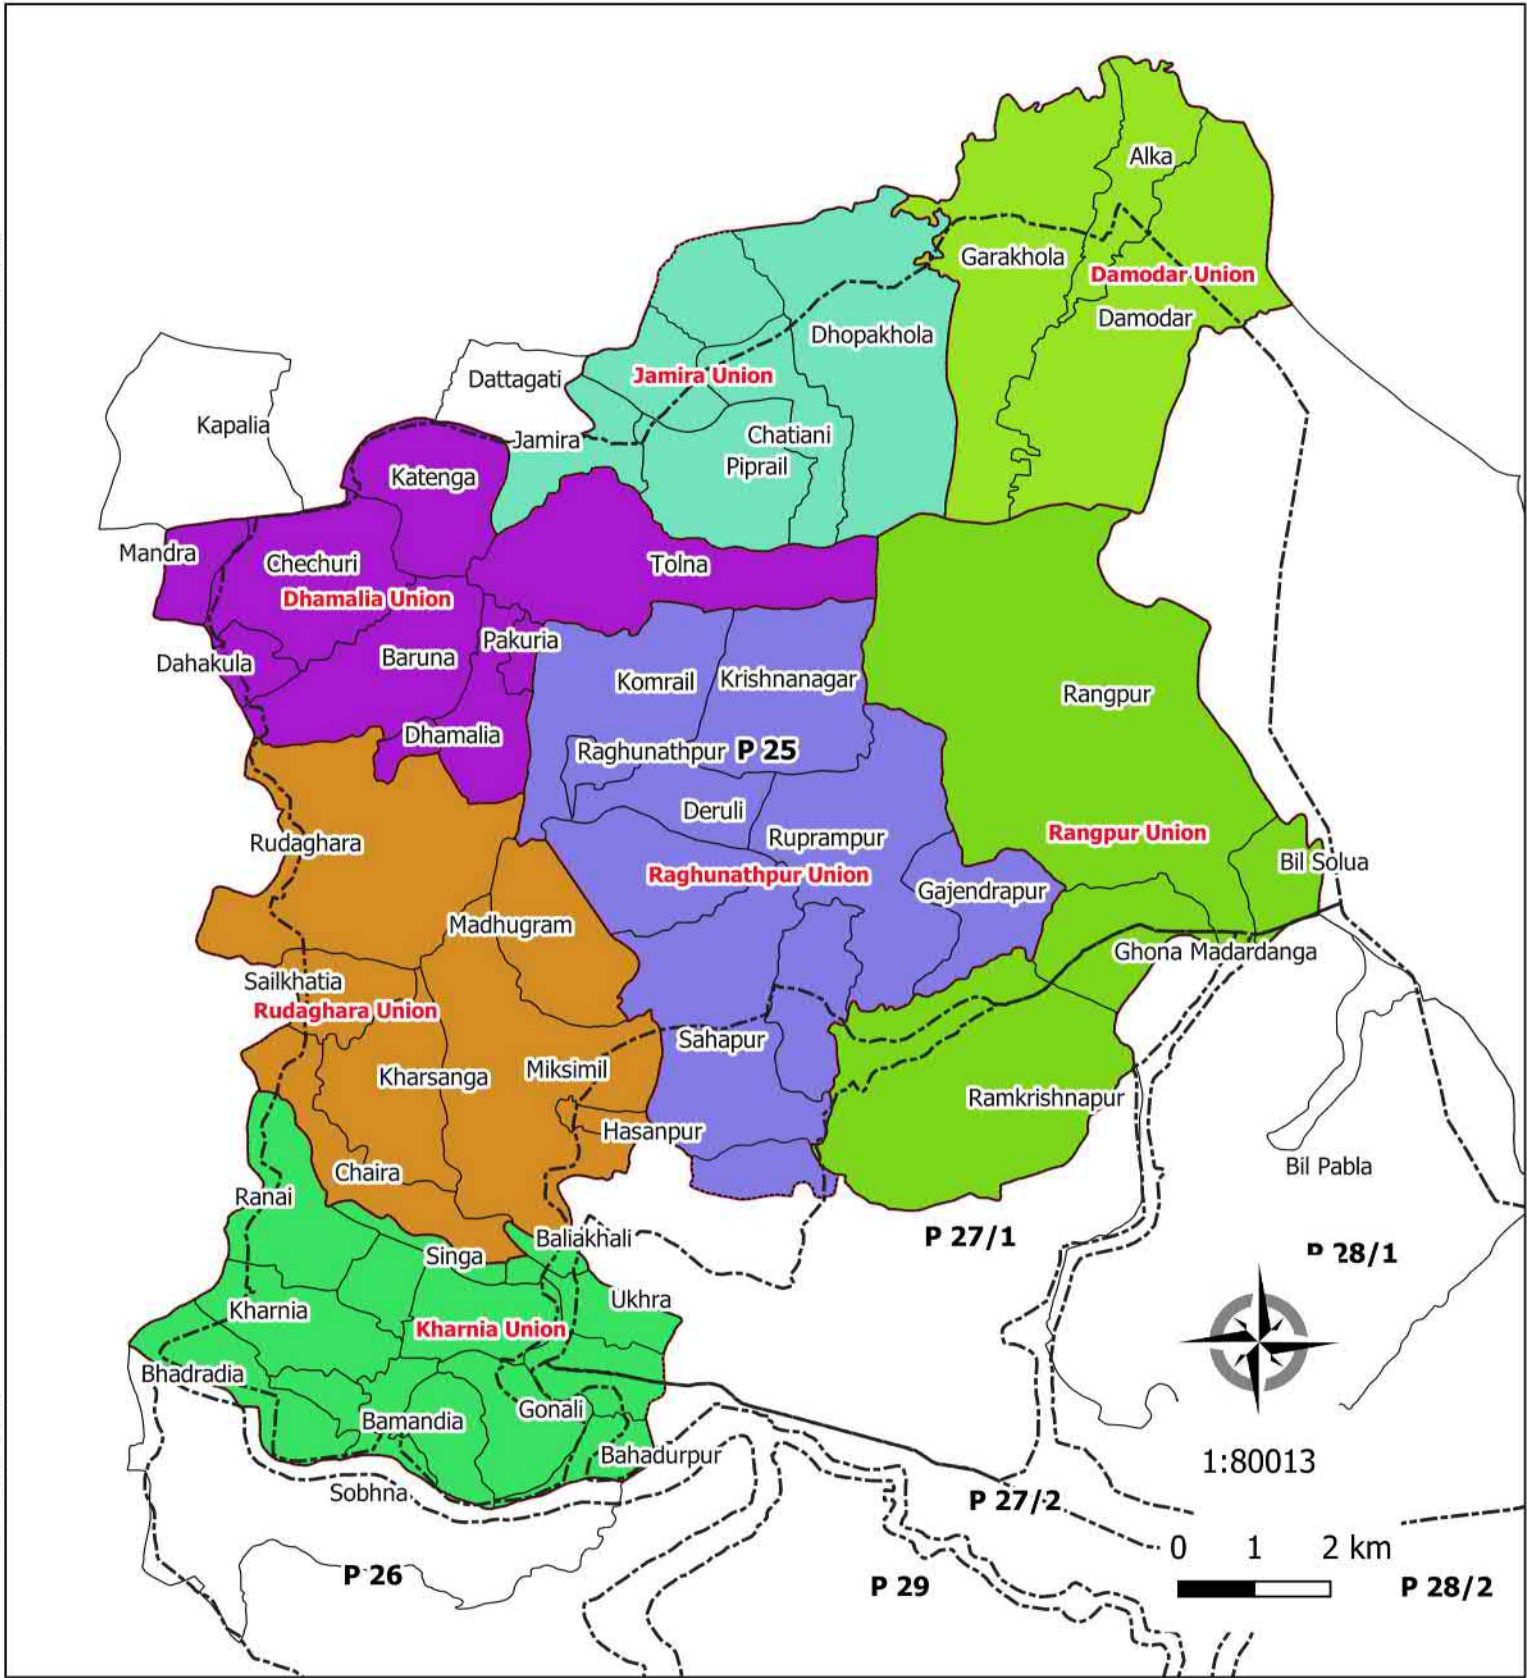 Alka
Garakhola
Damodar Union
Damodar
Dhopakhola
Jamira Union
Dattagati
Kapalia
Jamira
Chatiani
Piprail
Katenga
Mandra
Chechuri
Tolna
Dhamalia Union
Pakuria
Baruna
Dahakula
Komrail
Krishnanagar
Rangpur
Dhamalia
Raghunathpur
P 25
Deruli
Ruprampur
Rangpur Union
Rudaghara
Bil Solua
Raghunathpur Union
Gajendrapur
Madhugram
Ghona Madardanga
Sailkhatia
Rudaghara Union
Sahapur
Kharsanga
Miksimil
Ramkrishnapur
Hasanpur
Bil Pabla
Chaira
Ranai
Baliakhali
P 27/1
Singa
P 28/1
Ukhra
Kharnia
Kharnia Union
Bhadradia
Gonali
Bamandia
Bahadurpur
1:80013
Sobhna
P 27/2
0 1 2 km
P 26
P 29
P 28/2